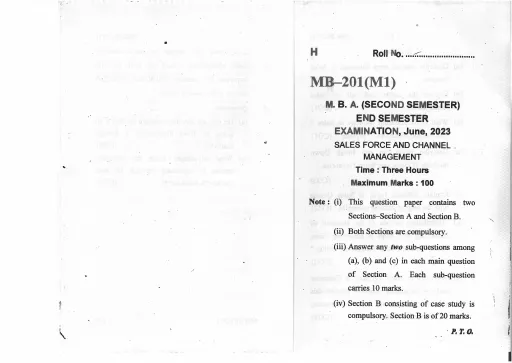 H Roll No. ..............................
MB–201(M1)
M. B. A. (SECOND SEMESTER)
END SEMESTER
EXAMINATION, June, 2023
SALES FORCE AND CHANNEL
MANAGEMENT
Time : Three Hours
Maximum Marks : 100
Note : (i) This question paper contains two
Sections–Section A and Section B.
(ii) Both Sections are compulsory.
(iii) Answer any two sub-questions among
(a), (b) and (c) in each main question
of Section A. Each sub-question
carries 10 marks.
(iv) Section B consisting of case study is
compulsory. Section B is of 20 marks.
P. T. O.